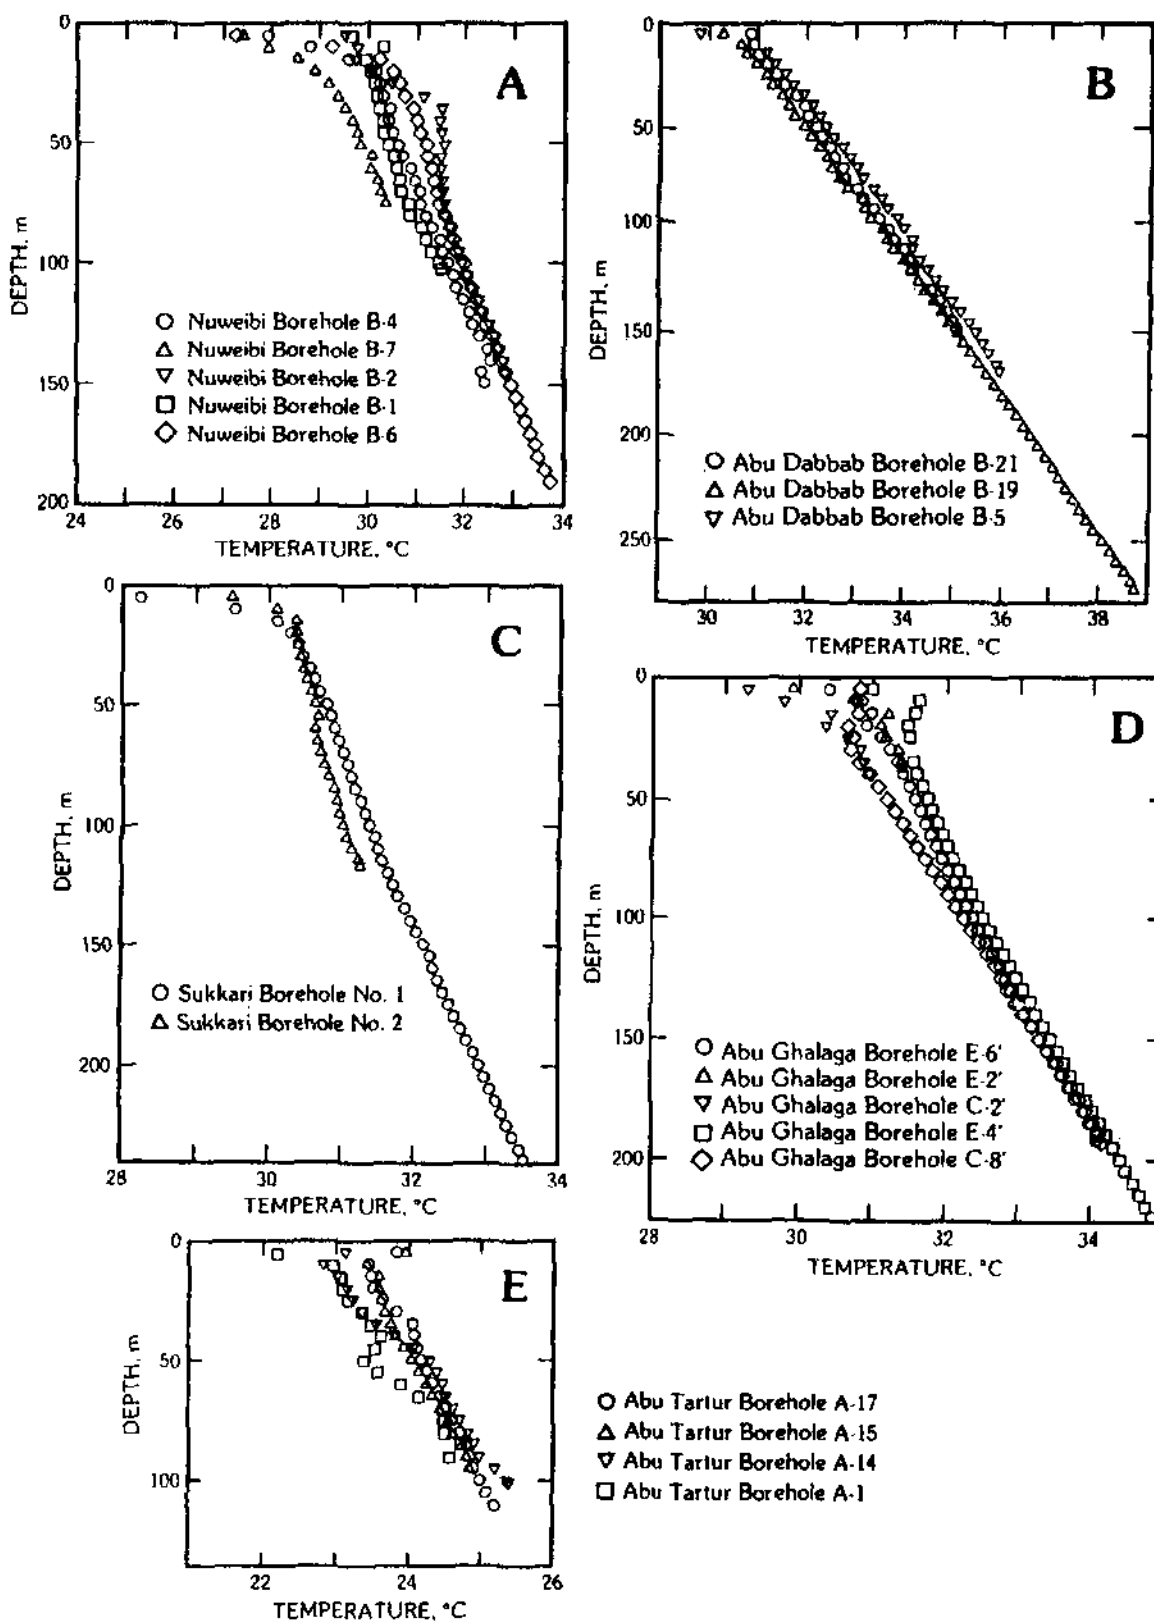 A
0
50
100
150
200
DEPTH, m
○ Nuweibi Borehole B-4
△ Nuweibi Borehole B-7
▽ Nuweibi Borehole B-2
□ Nuweibi Borehole B-1
◇ Nuweibi Borehole B-6
24 26 28 30 32 34
TEMPERATURE, °C
B
0
50
100
150
200
250
DEPTH, m
○ Abu Dabbab Borehole B-21
△ Abu Dabbab Borehole B-19
▽ Abu Dabbab Borehole B-5
30 32 34 36 38
TEMPERATURE, °C
C
0
50
100
150
200
DEPTH, m
○ Sukkari Borehole No. 1
△ Sukkari Borehole No. 2
28 30 32 34
TEMPERATURE, °C
D
0
50
100
150
200
DEPTH, m
○ Abu Ghalaga Borehole E-6'
△ Abu Ghalaga Borehole E-2'
▽ Abu Ghalaga Borehole C-2'
□ Abu Ghalaga Borehole E-4'
◇ Abu Ghalaga Borehole C-8'
28 30 32 34
TEMPERATURE, °C
E
0
50
100
DEPTH, m
22 24 26
TEMPERATURE, °C
○ Abu Tartur Borehole A-17
△ Abu Tartur Borehole A-15
▽ Abu Tartur Borehole A-14
□ Abu Tartur Borehole A-1